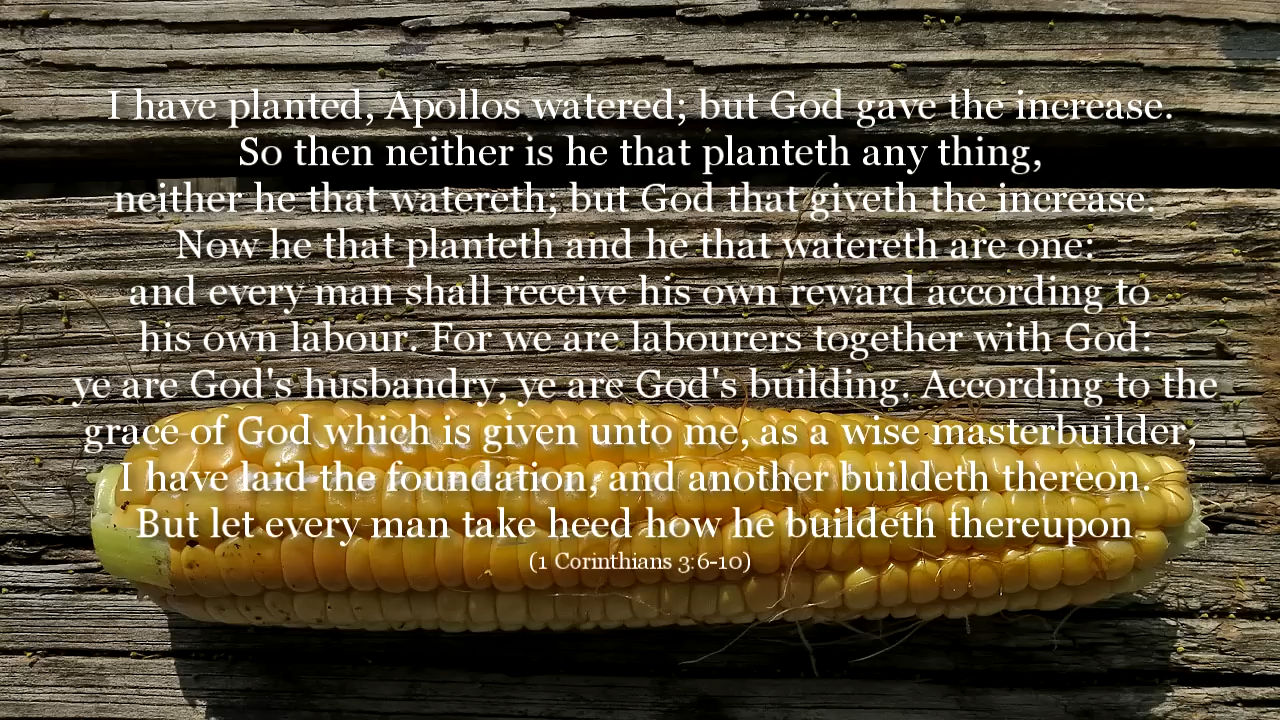 I have planted, Apollos watered; but God gave the increase.
So then neither is he that planteth any thing,
neither he that watereth; but God that giveth the increase.
Now he that planteth and he that watereth are one:
and every man shall receive his own reward according to
his own labour. For we are labourers together with God:
ye are God's husbandry, ye are God's building. According to the
grace of God which is given unto me, as a wise masterbuilder,
I have laid the foundation, and another buildeth thereon.
But let every man take heed how he buildeth thereupon.
(1 Corinthians 3:6-10)